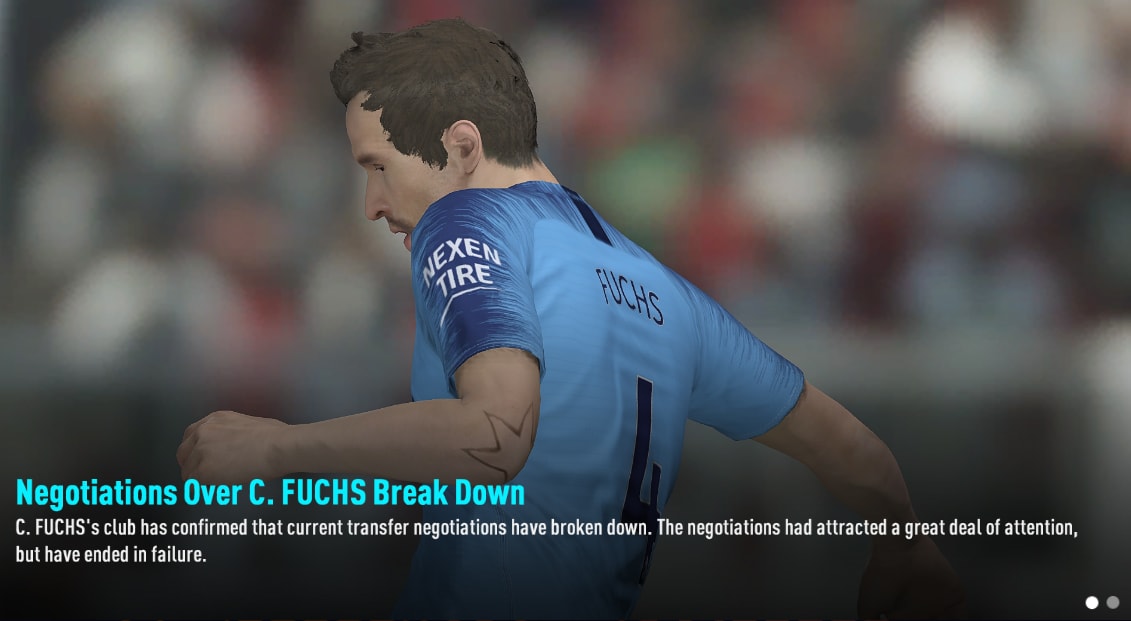 NEXEN
TIRE
FUCHS
4
Negotiations Over C. FUCHS Break Down
C. FUCHS's club has confirmed that current transfer negotiations have broken down. The negotiations had attracted a great deal of attention,
but have ended in failure.